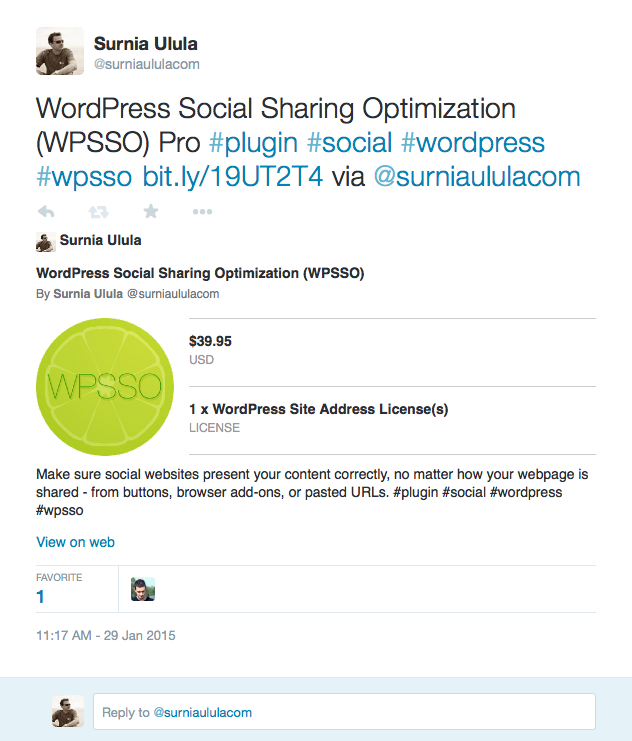 Surnia Ulula
@surniaululacom
WordPress Social Sharing Optimization
(WPSSO) Pro #plugin #social #wordpress
#wpsso bit.ly/19UT2T4 via @surniaululacom
Surnia Ulula
WordPress Social Sharing Optimization (WPSSO)
By Surnia Ulula @surniaululacom
WPSSO
$39.95
USD
1 x WordPress Site Address License(s)
LICENSE
Make sure social websites present your content correctly, no matter how your webpage is
shared - from buttons, browser add-ons, or pasted URLs. #plugin #social #wordpress
#wpsso
View on web
FAVORITE
1
11:17 AM - 29 Jan 2015
Reply to @surniaululacom